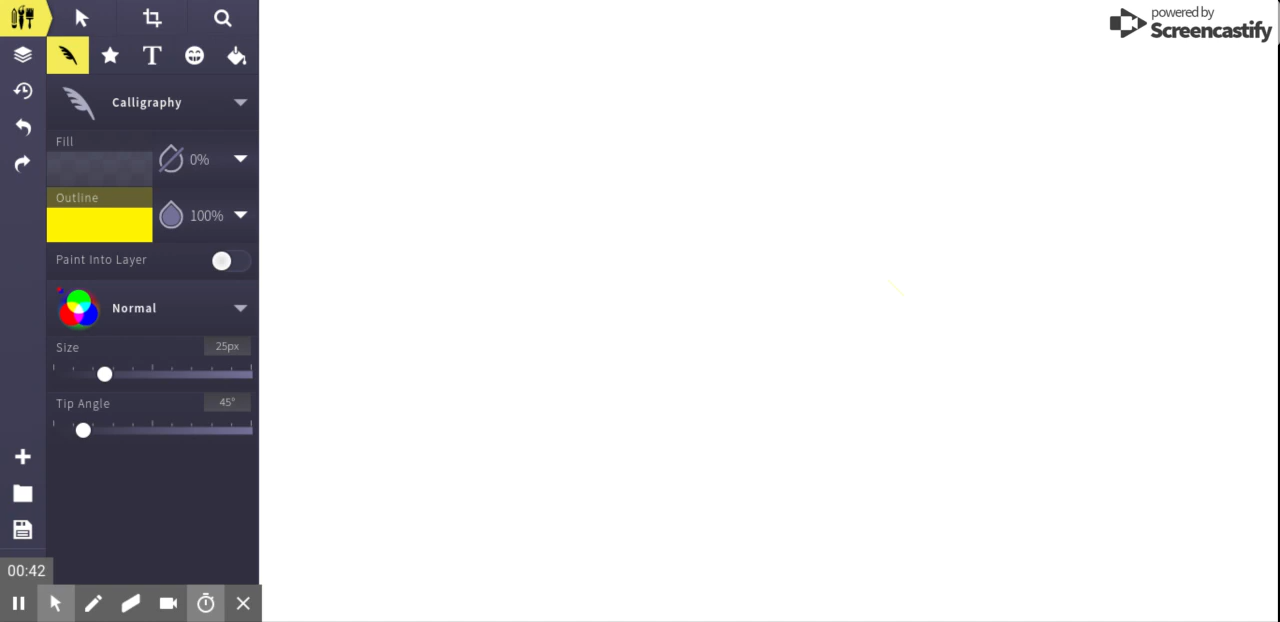 powered by
Screencastify
T
Calligraphy
Fill
0%
Outline
100%
Paint Into Layer
Normal
Size
25px
Tip Angle
45°
00:42